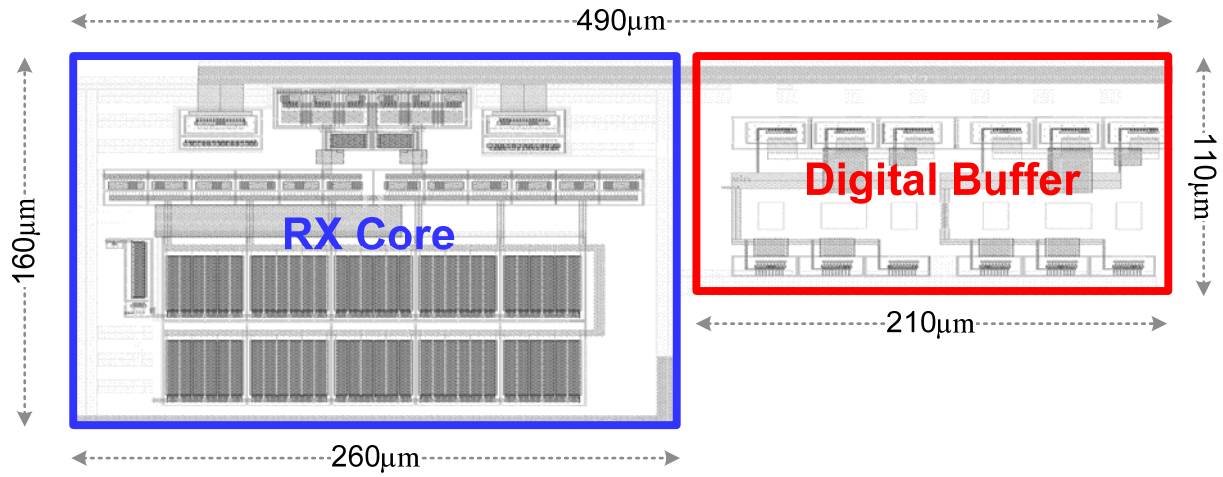 490μm
160μm
RX Core
Digital Buffer
110μm
210μm
260μm